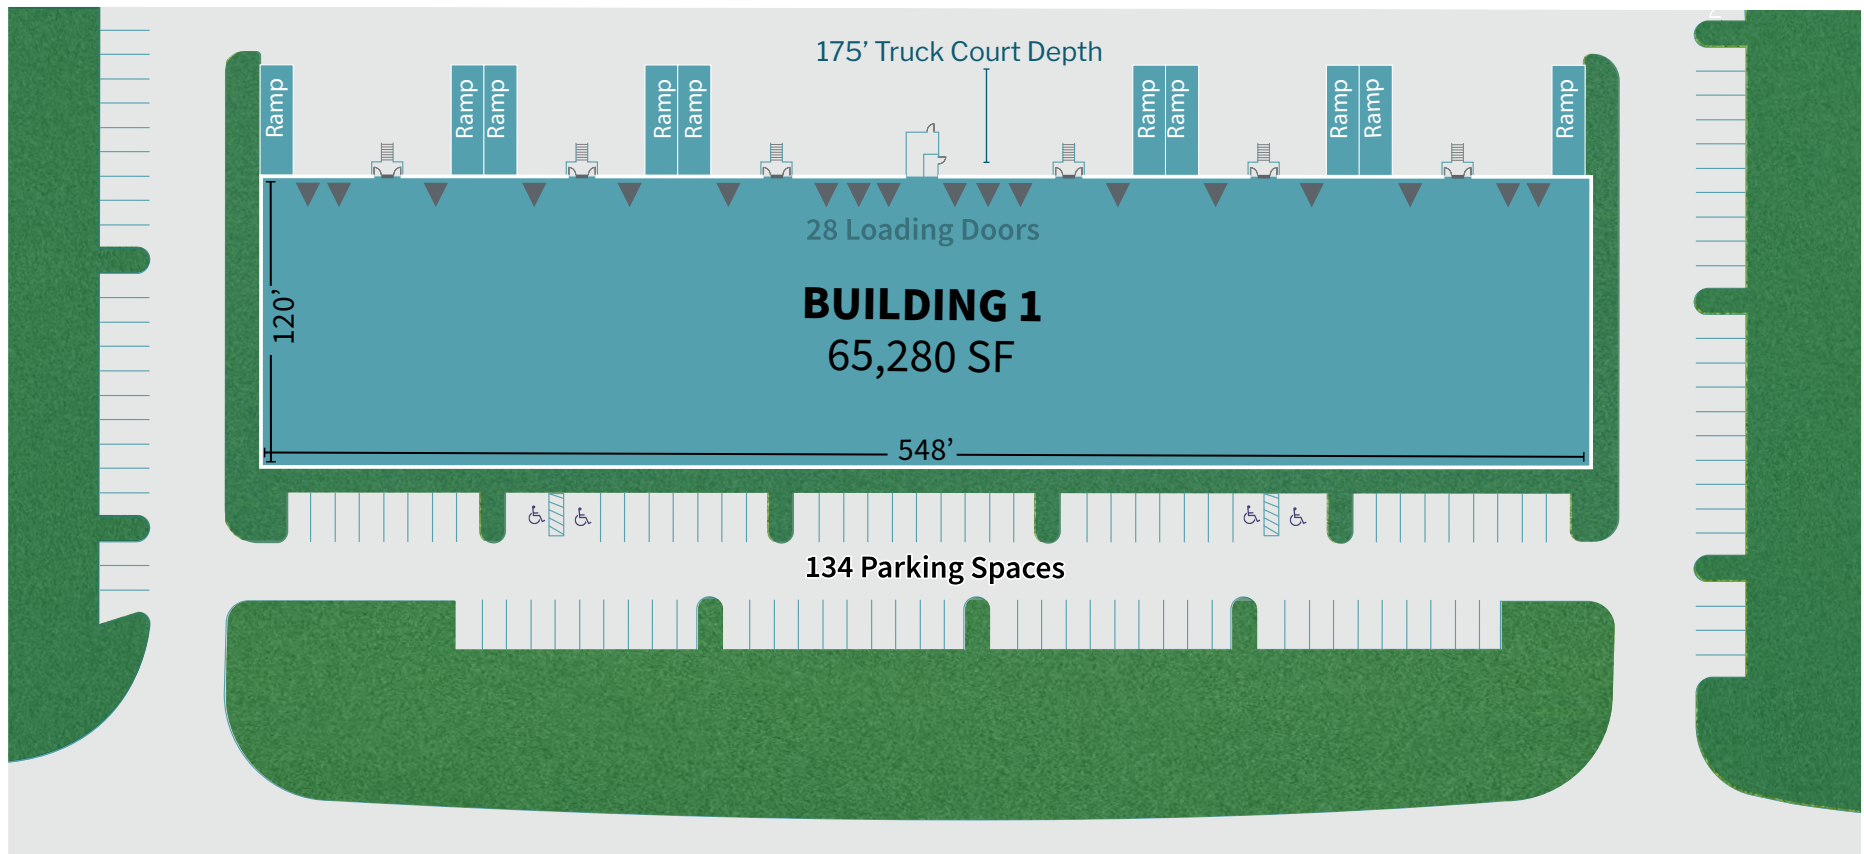 175’ Truck Court Depth
Ramp
Ramp
Ramp
Ramp
Ramp
Ramp
Ramp
Ramp
Ramp
Ramp
28 Loading Doors
BUILDING 1
65,280 SF
120’
548’
134 Parking Spaces